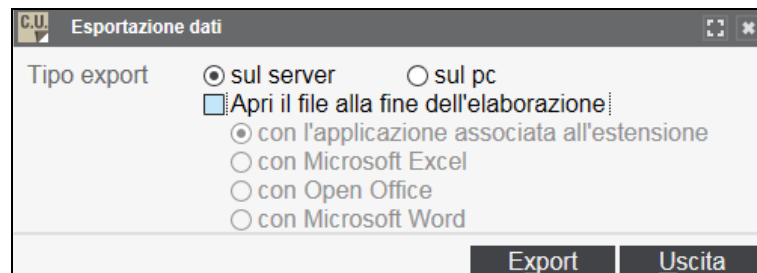 C.U. Esportazione dati
Tipo export sul server sul pc
Apri il file alla fine dell'elaborazione
con l'applicazione associata all'estensione
con Microsoft Excel
con Open Office
con Microsoft Word
Export Uscita